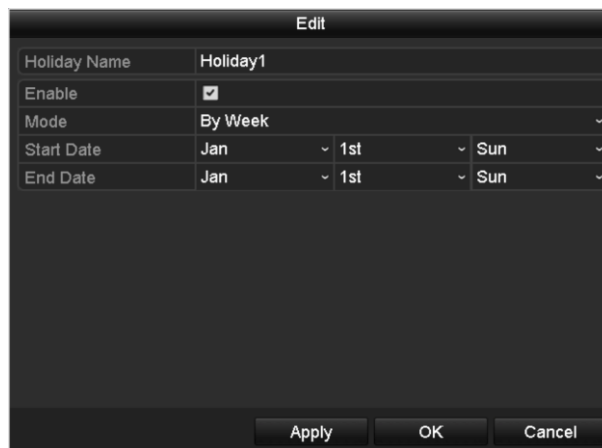 Edit
Holiday Name Holiday1
Enable
Mode By Week
Start Date Jan 1st Sun
End Date Jan 1st Sun
Apply OK Cancel